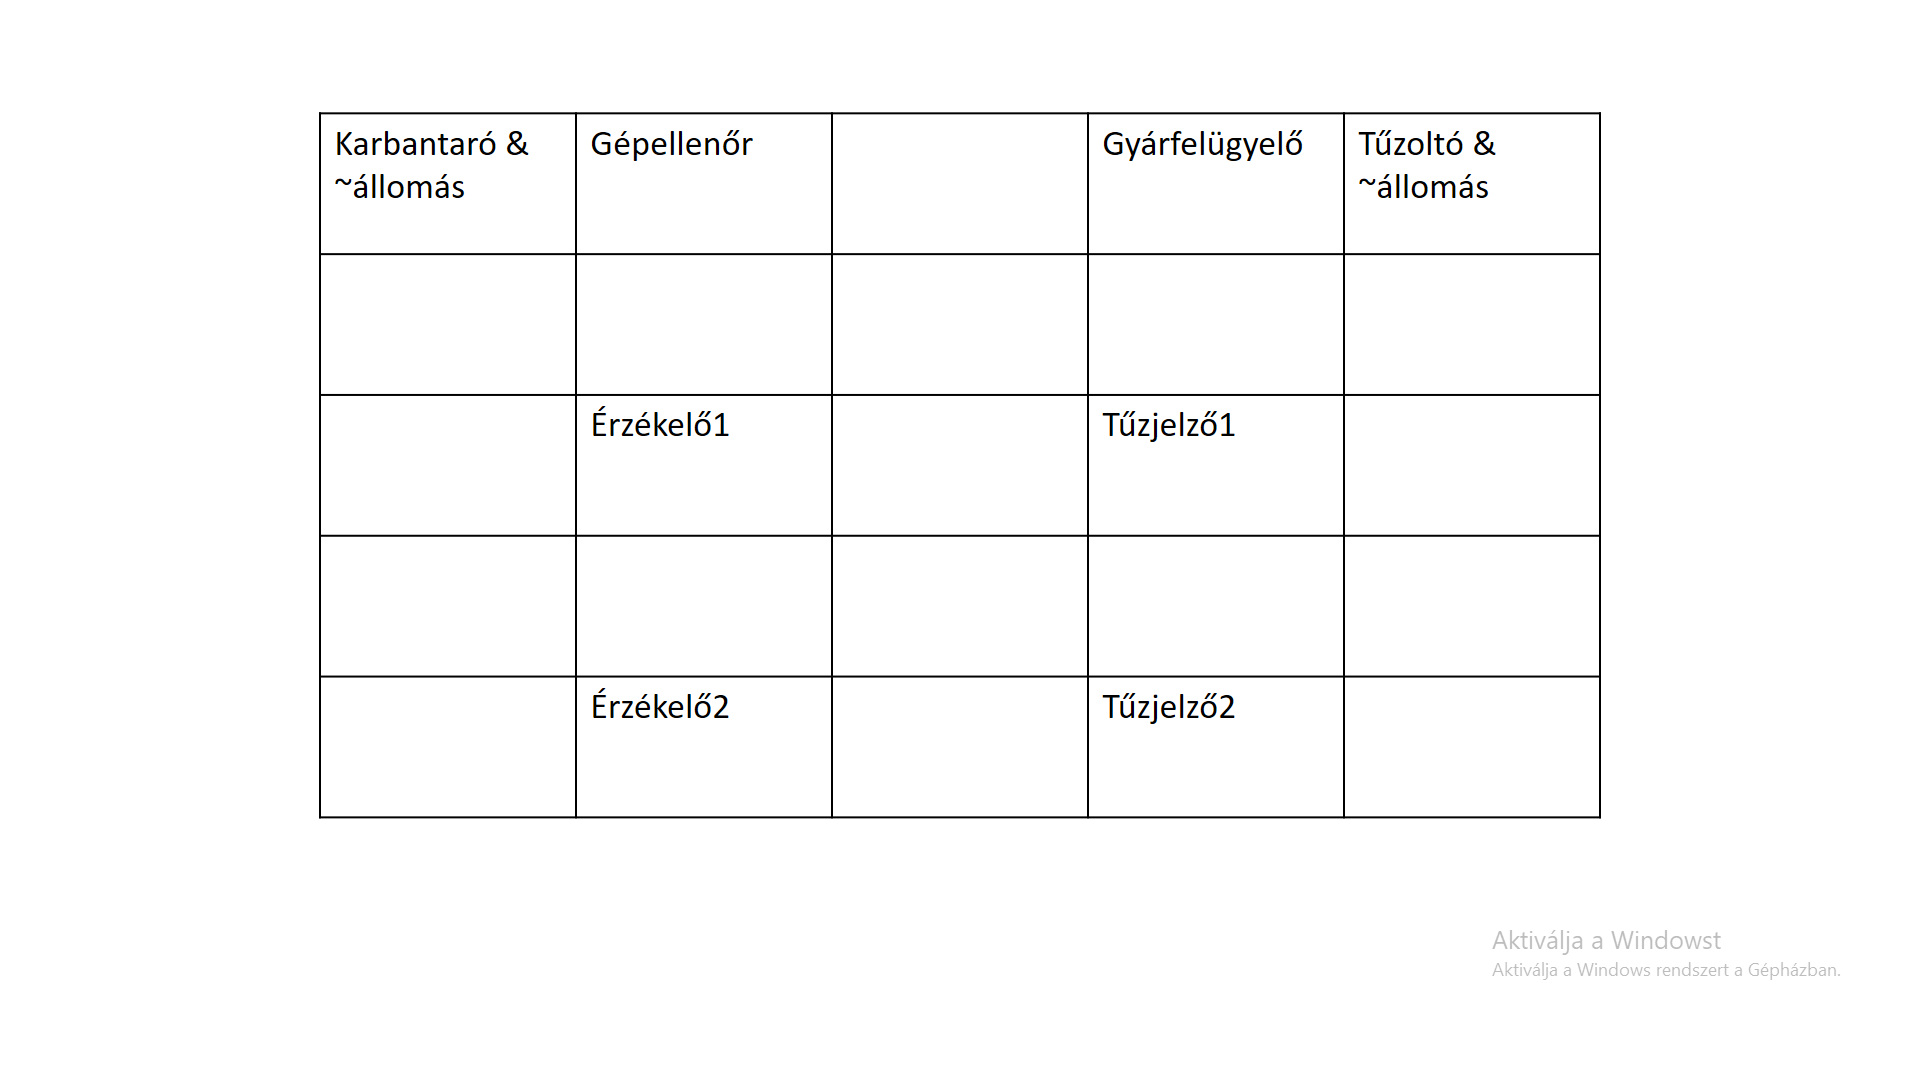 Karbantaró &
~állomás
Gépellenőr
Gyárfelügyelő
Tűzoltó &
~állomás
Érzékelő1
Tűzjelző1
Érzékelő2
Tűzjelző2
Aktiválja a Windowst
Aktiválja a Windows rendszert a Gépházban.